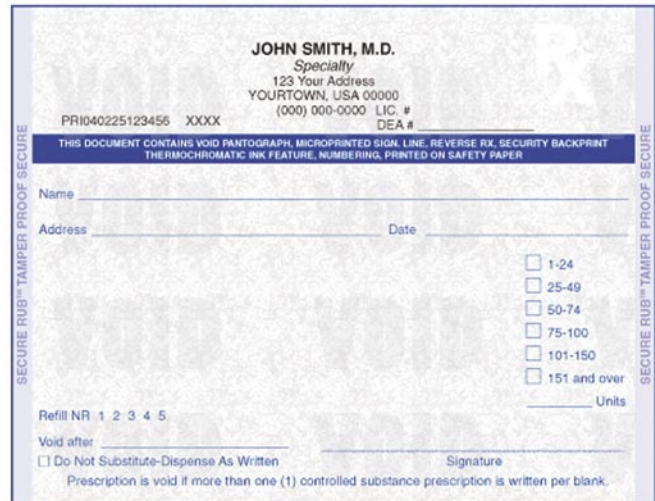 Rx
JOHN SMITH, M.D.
Specialty
123 Your Address
YOURTOWN, USA 00000
(000) 000-0000 LIC. #
PRI040225123456 XXXX
DEA #
THIS DOCUMENT CONTAINS VOID PANTOGRAPH, MICROPRINTED SIGN. LINE, REVERSE RX, SECURITY BACKPRINT
THERMOCHROMATIC INK FEATURE, NUMBERING, PRINTED ON SAFETY PAPER
SECURE RUB™ TAMPER PROOF SECURE
SECURE RUB™ TAMPER PROOF SECURE
Name
Address Date
1-24
25-49
50-74
75-100
101-150
151 and over
Units
Refill NR 1 2 3 4 5
Void after
Do Not Substitute-Dispense As Written Signature
Prescription is void if more than one (1) controlled substance prescription is written per blank.